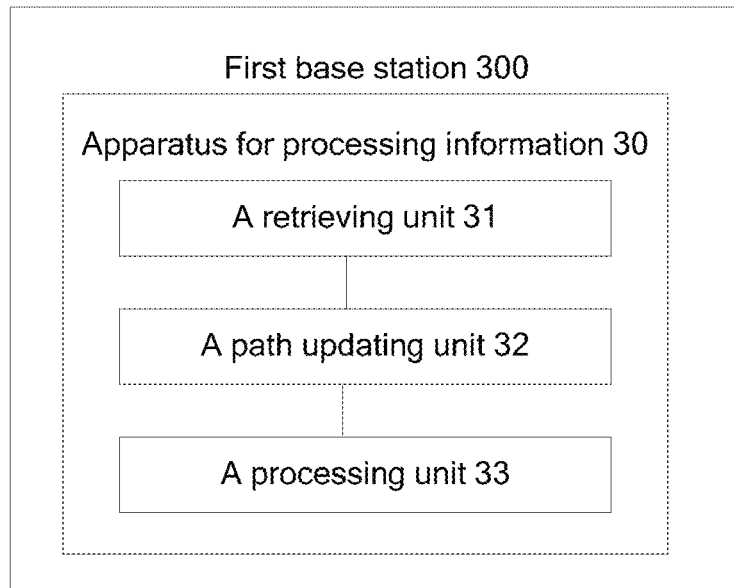 First base station 300
Apparatus for processing information 30
A retrieving unit 31
A path updating unit 32
A processing unit 33